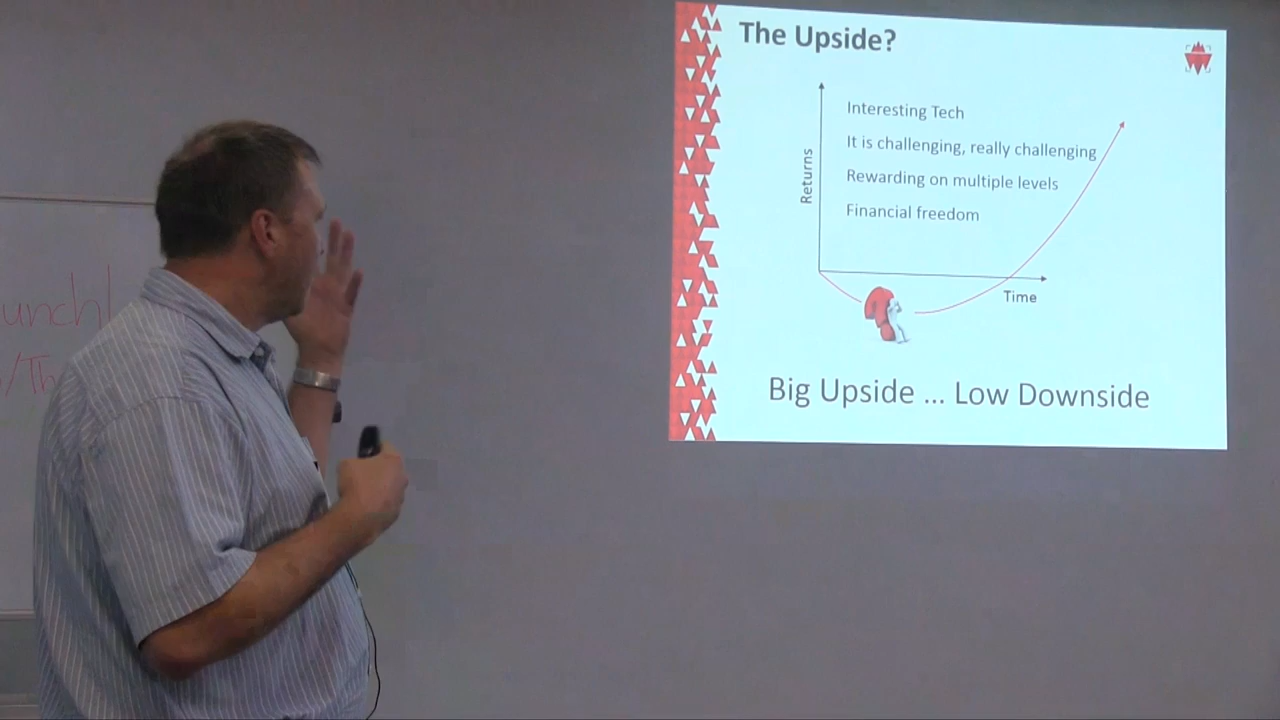 The Upside?
Interesting Tech
It is challenging, really challenging
Rewarding on multiple levels
Financial freedom
Returns
Time
Big Upside ... Low Downside